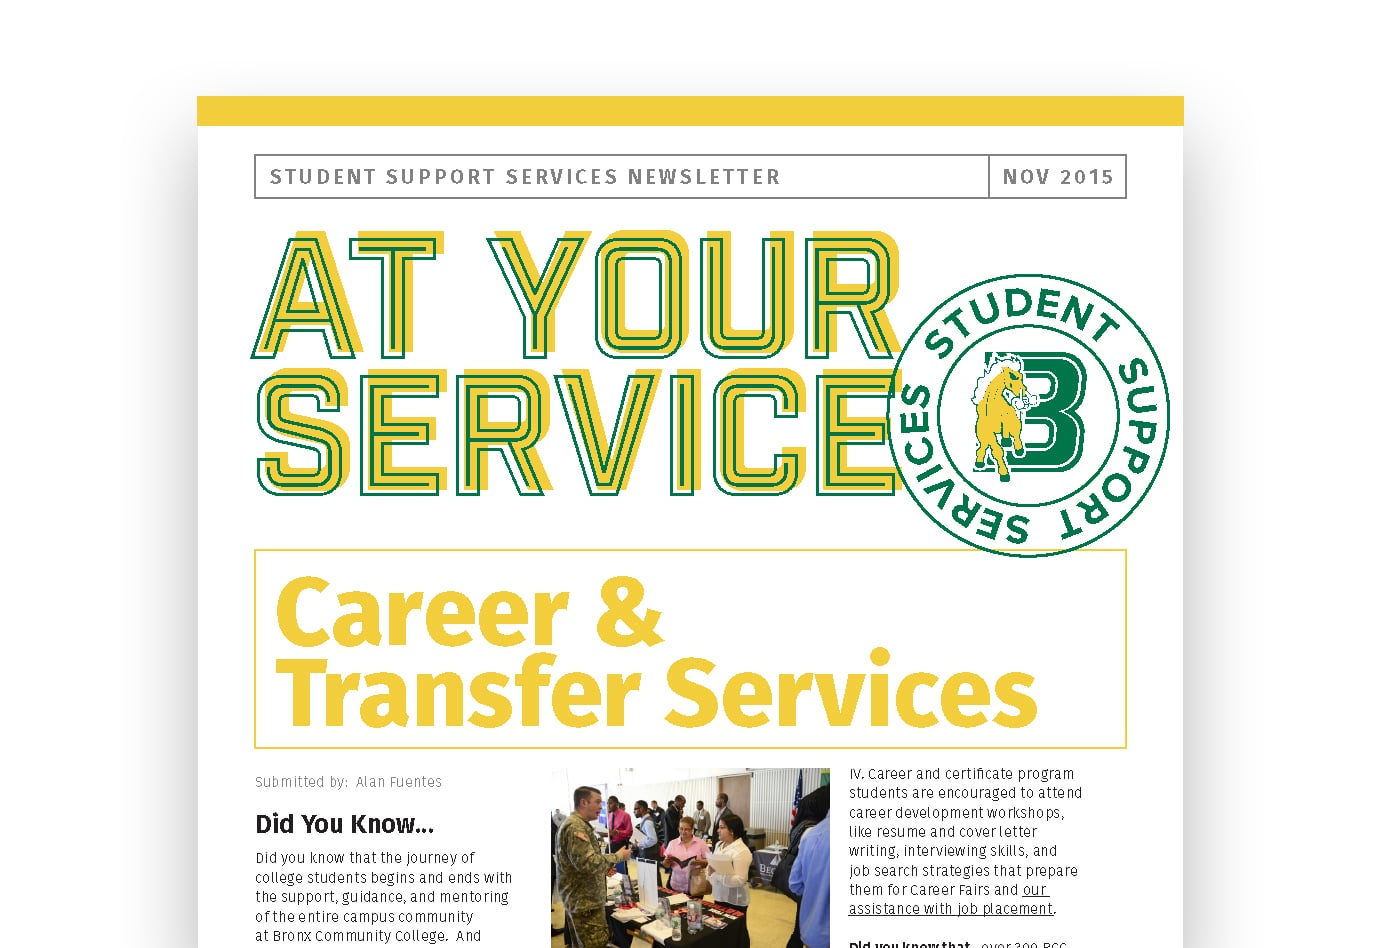 STUDENT SUPPORT SERVICES NEWSLETTER
NOV 2015
AT YOUR
SERVICE
STUDENT SUPPORT SERVICES
B
Career &
Transfer Services
Submitted by: Alan Fuentes
Did You Know...
Did you know that the journey of
college students begins and ends with
the support, guidance, and mentoring
of the entire campus community
at Bronx Community College. And
IV. Career and certificate program
students are encouraged to attend
career development workshops,
like resume and cover letter
writing, interviewing skills, and
job search strategies that prepare
them for Career Fairs and our
assistance with job placement.
Did you know that...over 300 BCC